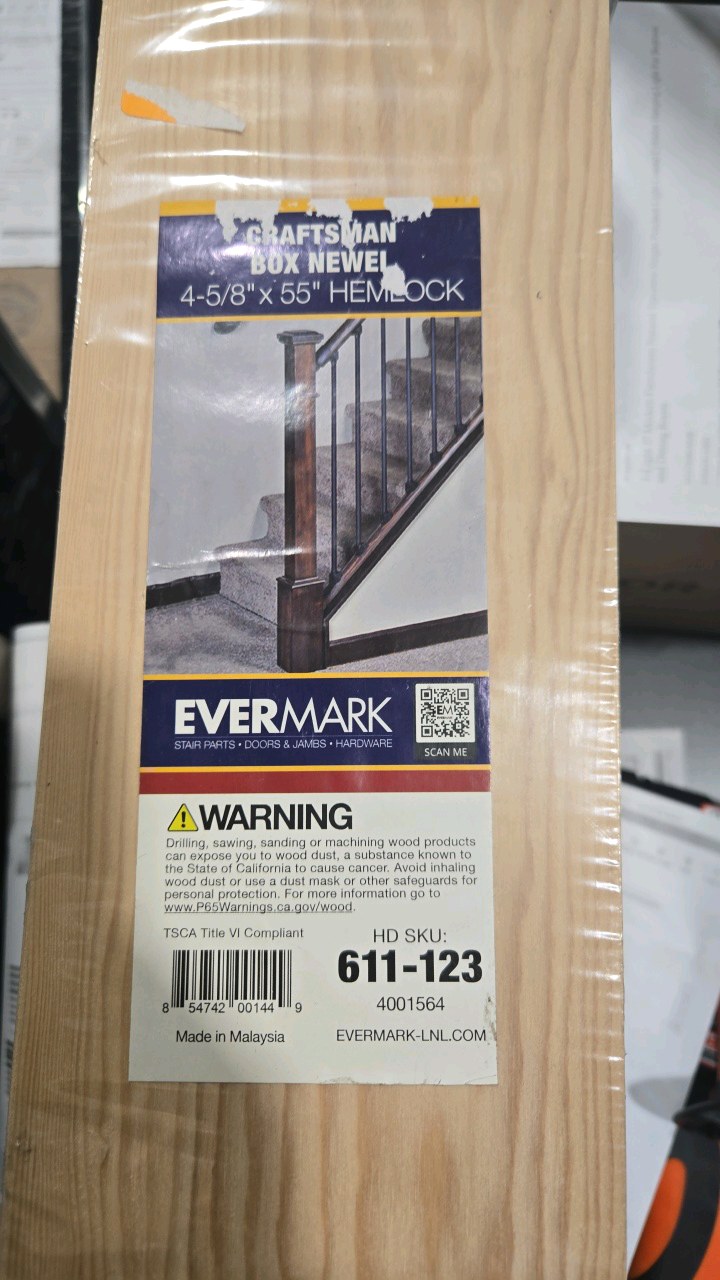 CRAFTSMAN
BOX NEWEL
4-5/8" x 55" HEMLOCK
EVERMARK
STAIR PARTS • DOORS & JAMBS • HARDWARE
EM
SCAN ME
WARNING
Drilling, sawing, sanding or machining wood products
can expose you to wood dust, a substance known to
the State of California to cause cancer. Avoid inhaling
wood dust or use a dust mask or other safeguards for
personal protection. For more information go to
www.P65Warnings.ca.gov/wood.
TSCA Title VI Compliant
HD SKU:
611-123
8 54742 00144 9
4001564
Made in Malaysia
EVERMARK-LNL.COM